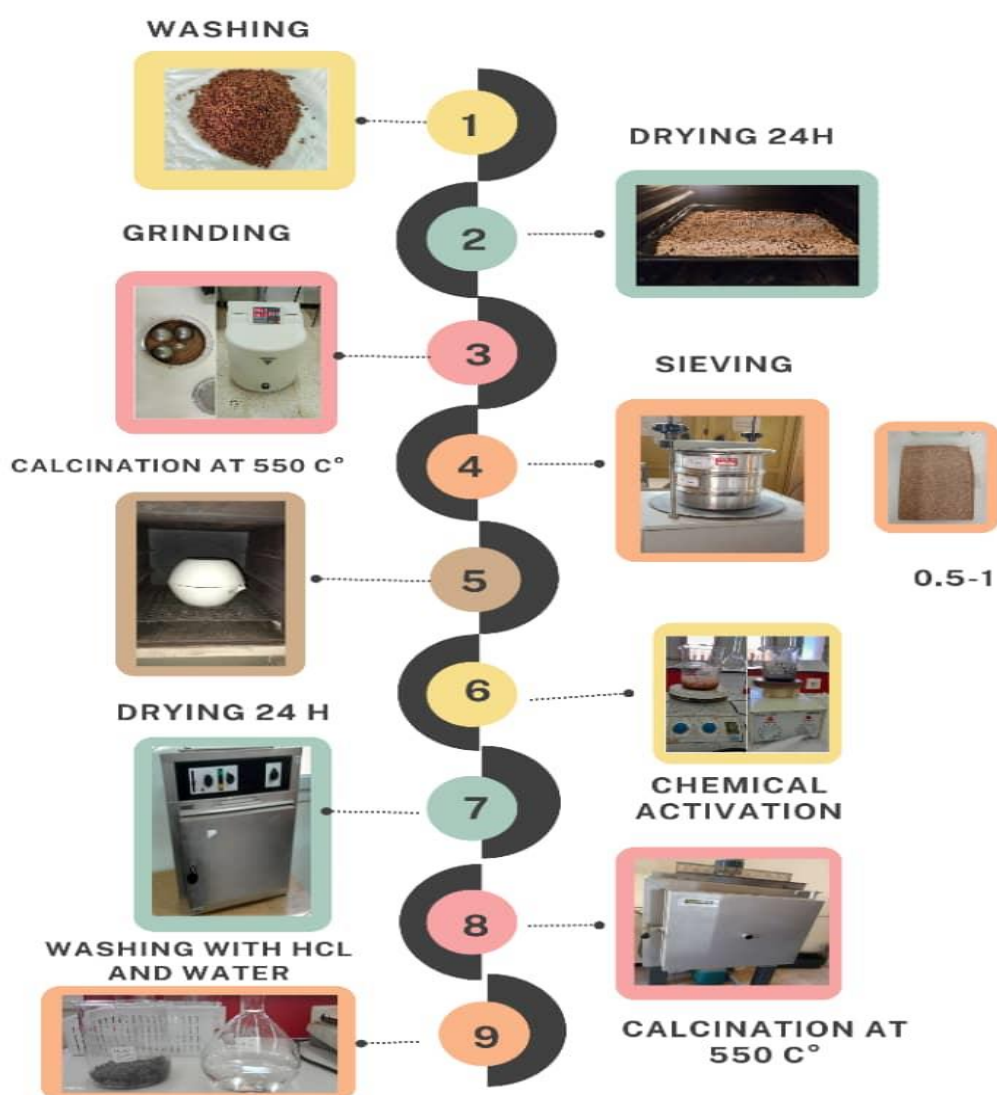 WASHING
1
DRYING 24H
2
GRINDING
3
SIEVING
4
0.5-1
CALCINATION AT 550 C°
5
6
CHEMICAL
ACTIVATION
DRYING 24 H
7
8
CALCINATION AT
550 C°
WASHING WITH HCL
AND WATER
9